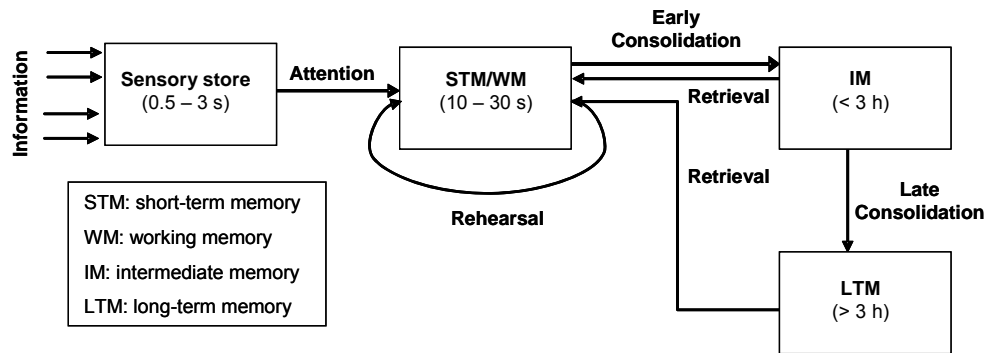 Information
Sensory store
(0.5 – 3 s)
Attention
STM/WM
(10 – 30 s)
Rehearsal
Early
Consolidation
Retrieval
IM
(< 3 h)
Retrieval
Late
Consolidation
LTM
(> 3 h)
STM: short-term memory
WM: working memory
IM: intermediate memory
LTM: long-term memory